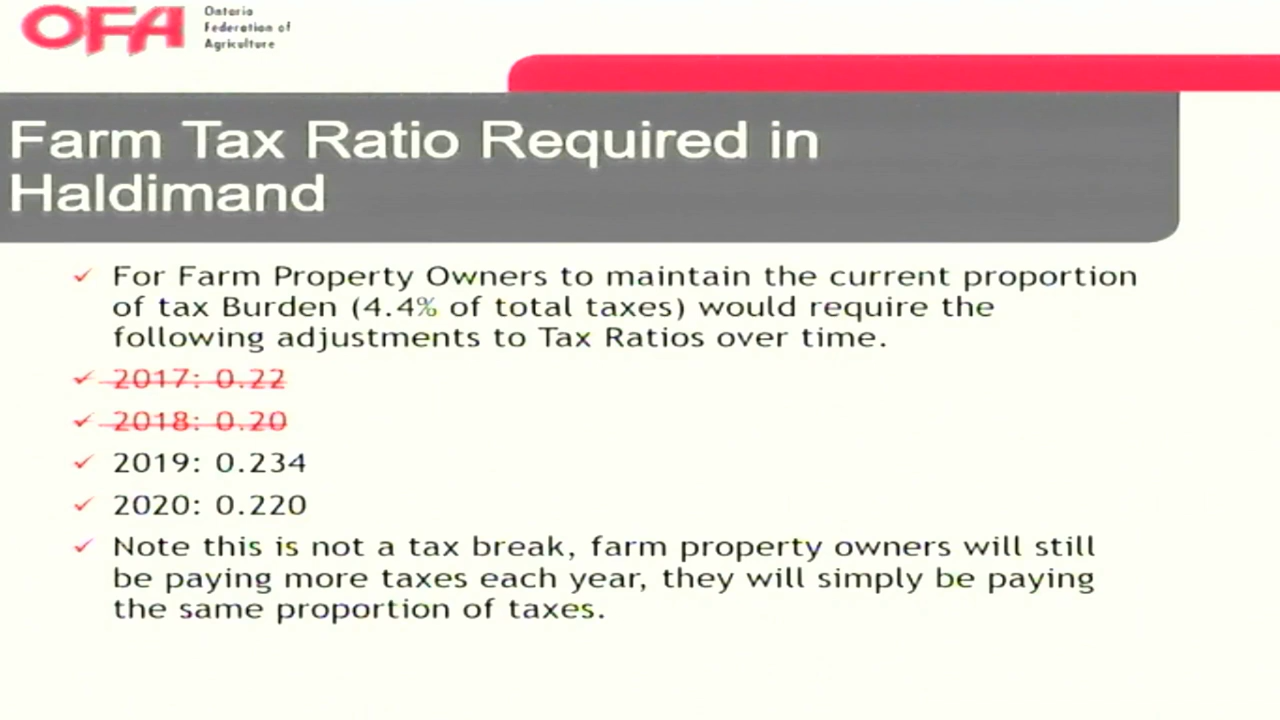 OFA
Ontario
Federation of
Agriculture
Farm Tax Ratio Required in
Haldimand
For Farm Property Owners to maintain the current proportion
of tax Burden (4.4% of total taxes) would require the
following adjustments to Tax Ratios over time.
2017: 0.22
2018: 0.20
2019: 0.234
2020: 0.220
Note this is not a tax break, farm property owners will still
be paying more taxes each year, they will simply be paying
the same proportion of taxes.